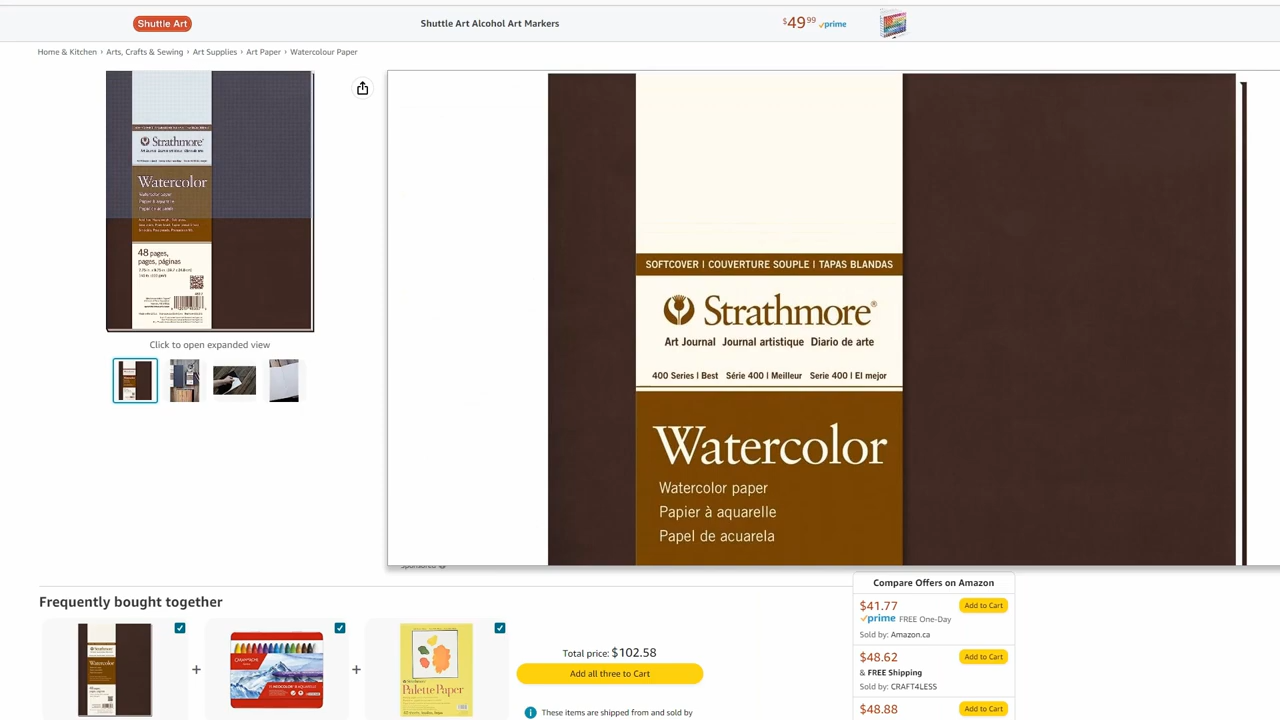 Shuttle Art
Shuttle Art Alcohol Art Markers
$49.99 prime
Home & Kitchen › Arts, Crafts & Sewing › Art Supplies › Art Paper › Watercolour Paper
Strathmore
Watercolor
48 pages,
pages, páginas
Click to open expanded view
SOFTCOVER | COUVERTURE SOUPLE | TAPAS BLANDAS
Strathmore®
Art Journal Journal artistique Diario de arte
400 Series | Best Série 400 | Meilleur Serie 400 | El mejor
Watercolor
Watercolor paper
Papier à aquarelle
Papel de acuarela
Frequently bought together
Strathmore
Watercolor
+
+
Strathmore
Palette Paper
Total price: $102.58
Add all three to Cart
These items are shipped from and sold by
Compare Offers on Amazon
$41.77
Add to Cart
prime FREE One-Day
Sold by: Amazon.ca
$48.62
Add to Cart
& FREE Shipping
Sold by: CRAFT4LESS
$48.88
Add to Cart